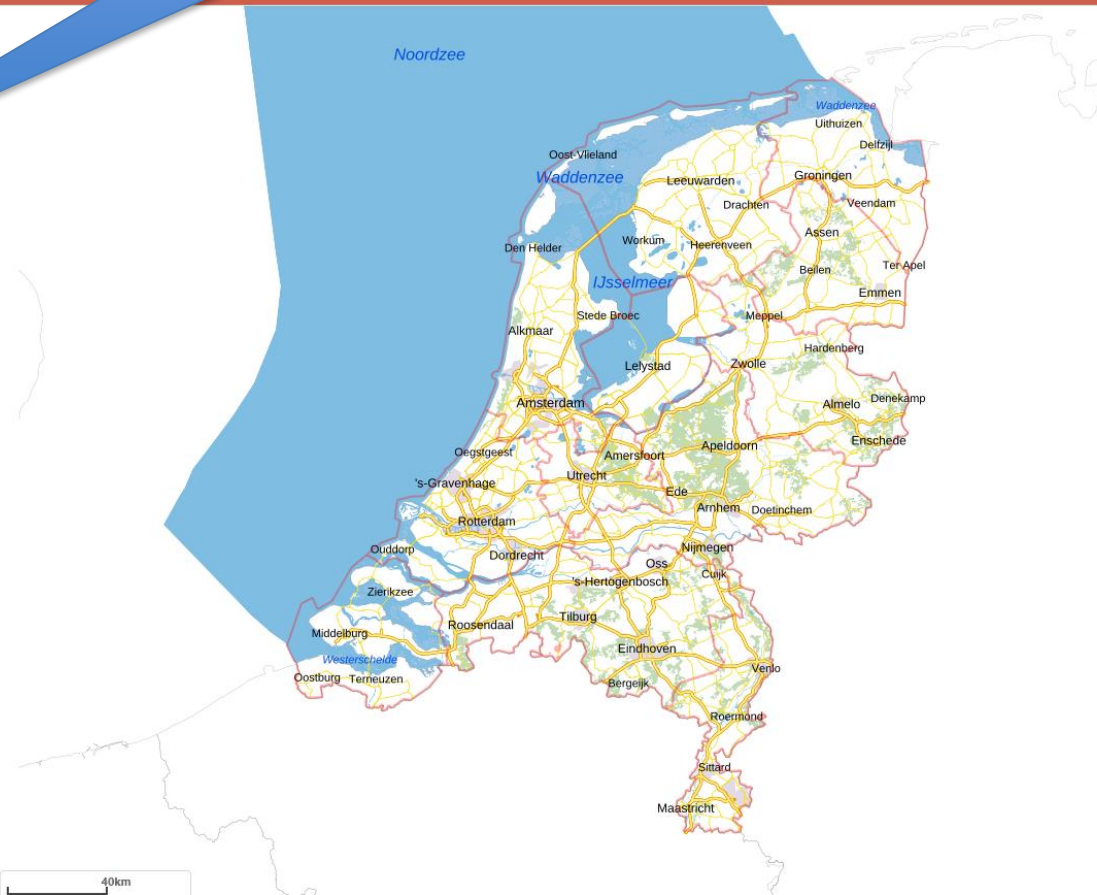 Noordzee
Waddenzee
Uithuizen
Delfzijl
Oost-Vlieland
Waddenzee
Leeuwarden
Groningen
Drachten
Veendam
Assen
Den Helder
Workum
Heerenveen
Beilen
Ter Apel
IJsselmeer
Emmen
Stede Broec
Meppel
Alkmaar
Hardenberg
Lelystad
Zwolle
Amsterdam
Almelo
Denekamp
Enschede
Apeldoorn
Oegstgeest
Amersfoort
Utrecht
's-Gravenhage
Ede
Arnhem
Doetinchem
Rotterdam
Ouddorp
Dordrecht
Nijmegen
Oss
Cuijk
's-Hertogenbosch
Zierikzee
Tilburg
Roosendaal
Middelburg
Eindhoven
Westerschelde
Venlo
Oostburg
Terneuzen
Bergeijk
Roermond
Sittard
Maastricht
40km